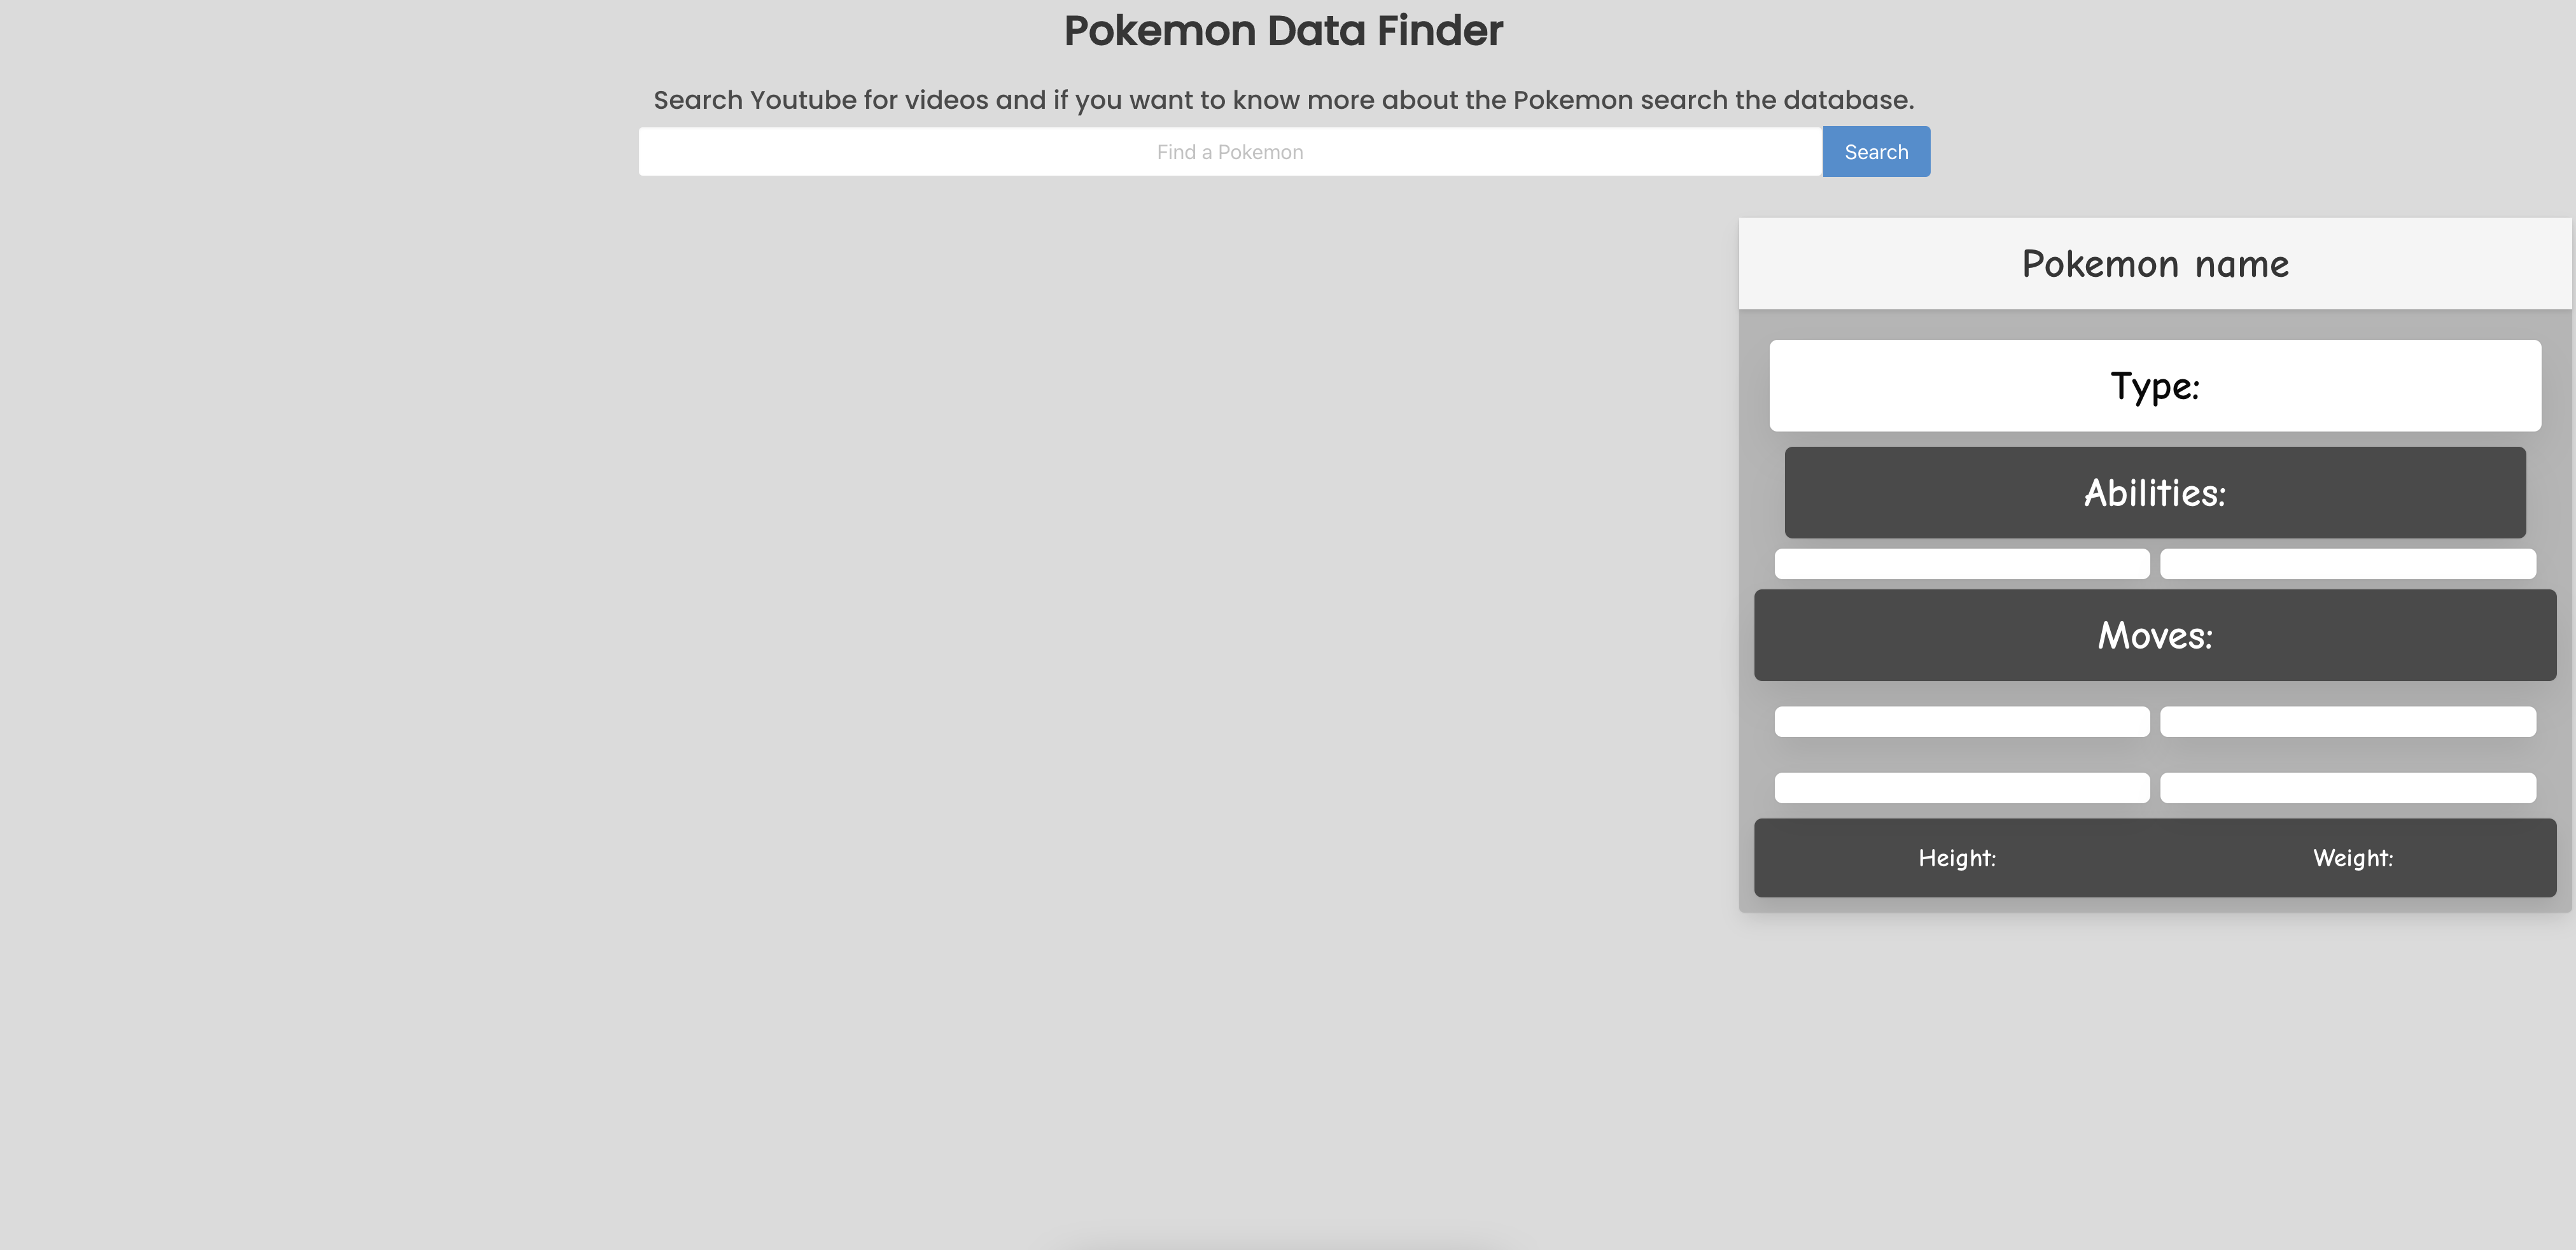 Pokemon Data Finder
Search Youtube for videos and if you want to know more about the Pokemon search the database.
Find a Pokemon
Search
Pokemon name
Type:
Abilities:
Moves:
Height: Weight: